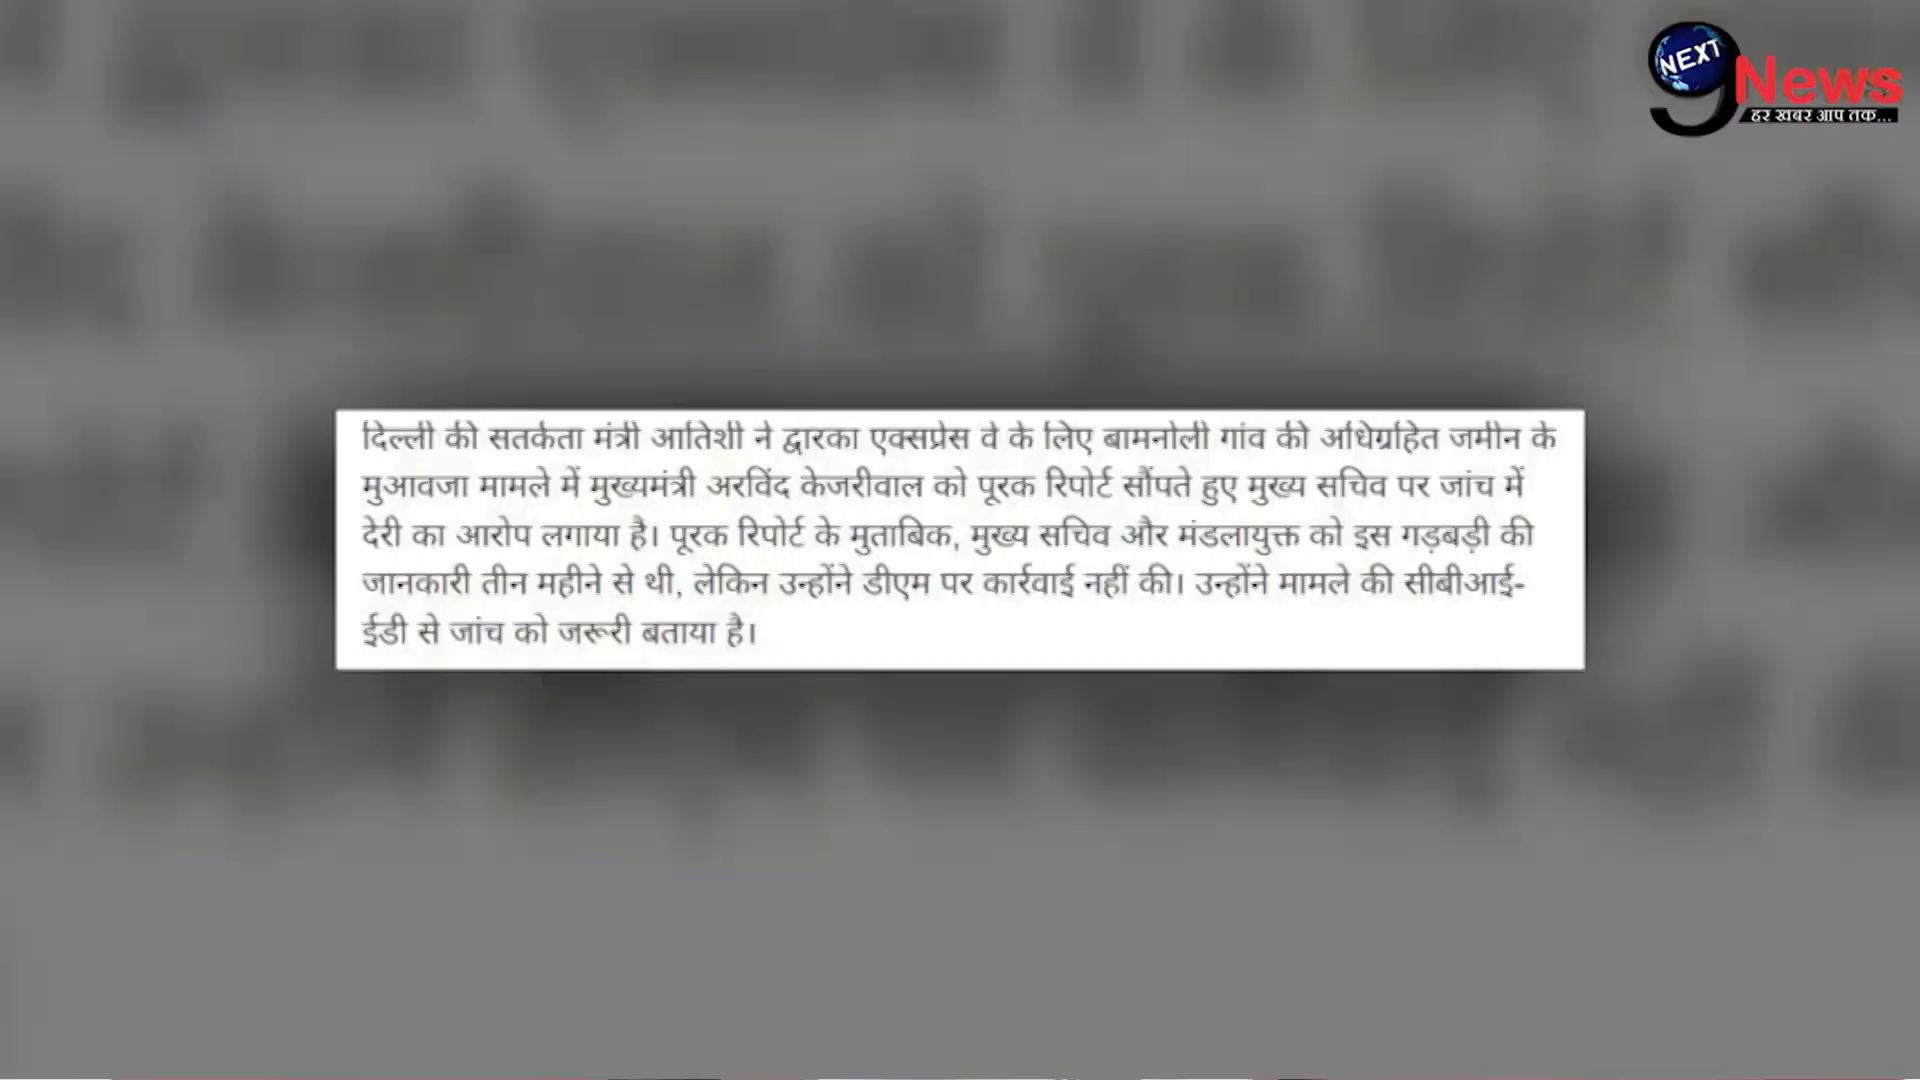 NEXT
9 News
हर खबर आप तक...
दिल्ली की सतर्कता मंत्री आतिशी ने द्वारका एक्सप्रेस वे के लिए बामनोली गांव की अधिग्रहित जमीन के
मुआवजा मामले में मुख्यमंत्री अरविंद केजरीवाल को पूरक रिपोर्ट सौंपते हुए मुख्य सचिव पर जांच में
देरी का आरोप लगाया है। पूरक रिपोर्ट के मुताबिक, मुख्य सचिव और मंडलायुक्त को इस गड़बड़ी की
जानकारी तीन महीने से थी, लेकिन उन्होंने डीएम पर कार्रवाई नहीं की। उन्होंने मामले की सीबीआई-
ईडी से जांच को जरूरी बताया है।